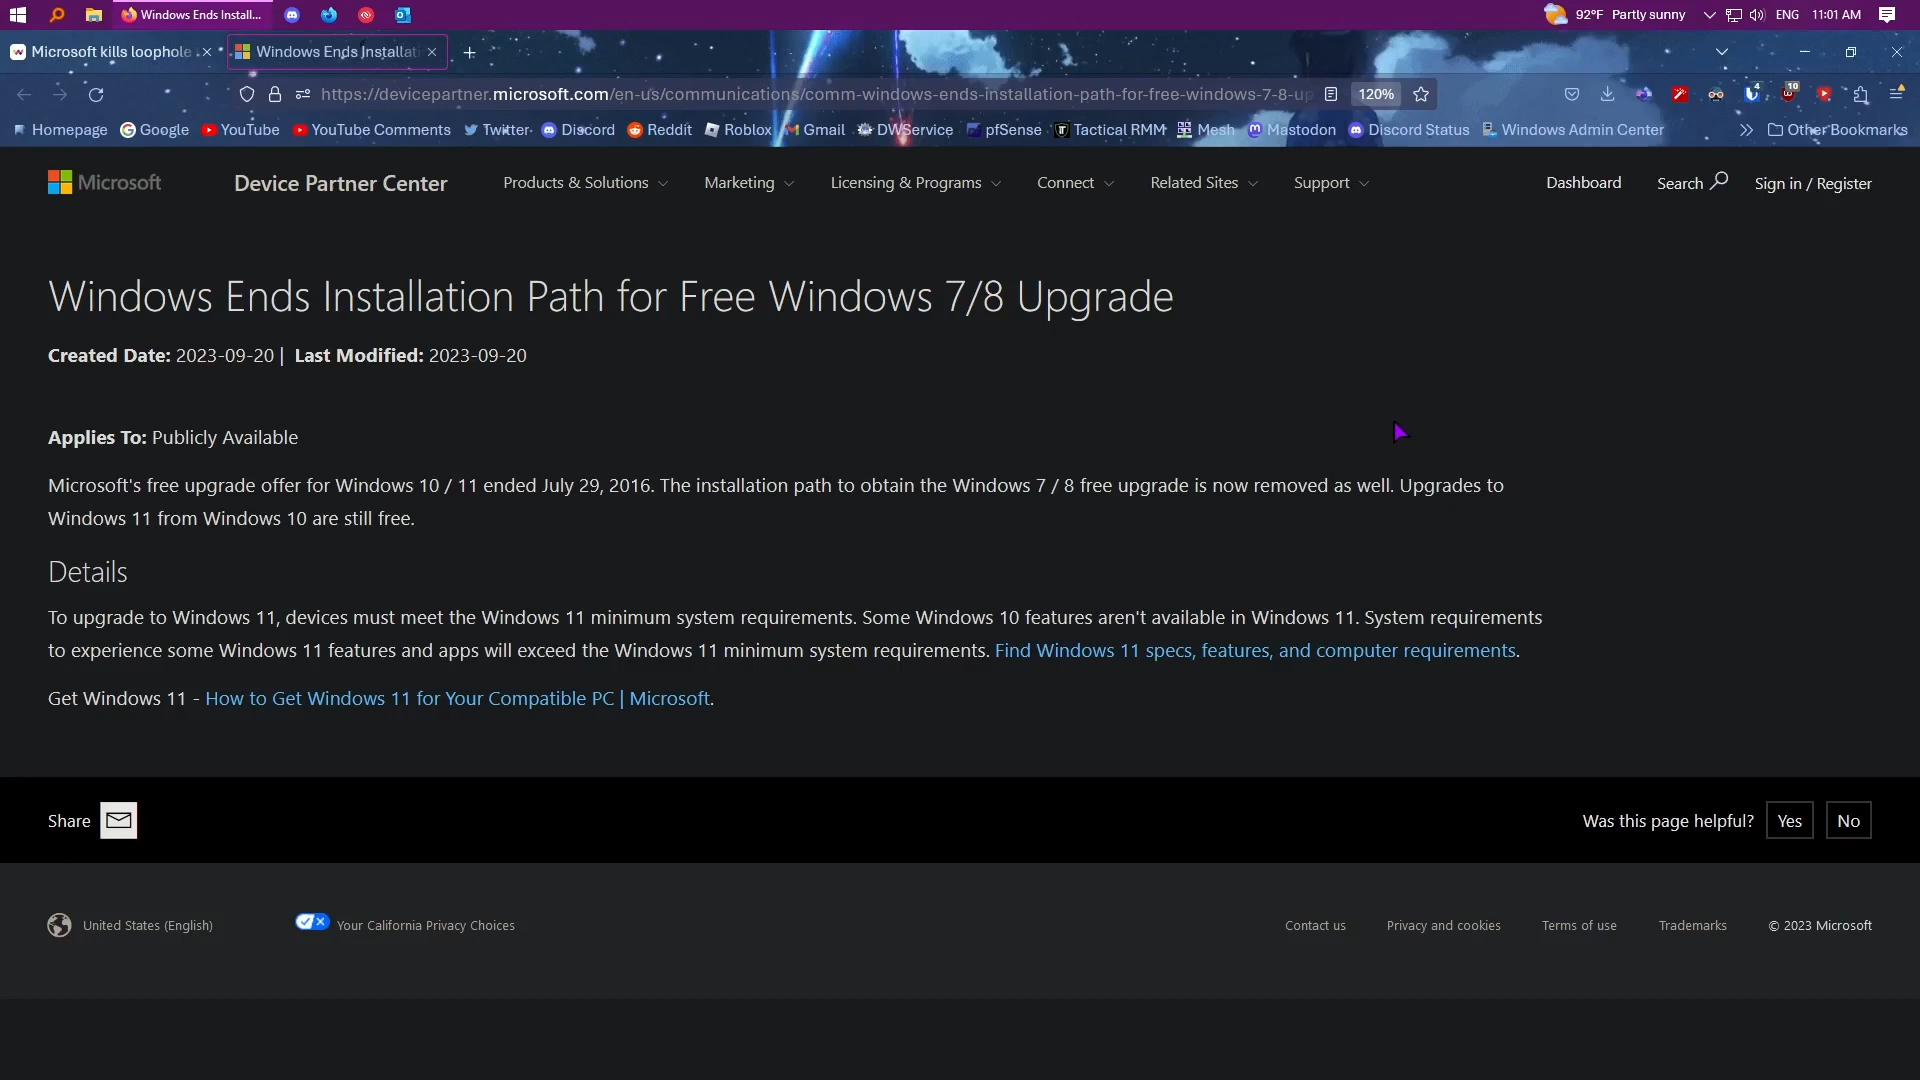 Windows Ends Install...
92°F Partly sunny
ENG
11:01 AM
Microsoft kills loophole
Windows Ends Installati
https://devicepartner.microsoft.com/en-us/communications/comm-windows-ends-installation-path-for-free-windows-7-8-up
120%
4
10
Homepage
Google
YouTube
YouTube Comments
Twitter
Discord
Reddit
Roblox
Gmail
DWService
pfSense
Tactical RMM
Mesh
Mastodon
Discord Status
Windows Admin Center
Other Bookmarks
Microsoft
Device Partner Center
Products & Solutions
Marketing
Licensing & Programs
Connect
Related Sites
Support
Dashboard
Search
Sign in / Register
Windows Ends Installation Path for Free Windows 7/8 Upgrade
Created Date: 2023-09-20 | Last Modified: 2023-09-20
Applies To: Publicly Available
Microsoft's free upgrade offer for Windows 10 / 11 ended July 29, 2016. The installation path to obtain the Windows 7 / 8 free upgrade is now removed as well. Upgrades to
Windows 11 from Windows 10 are still free.
Details
To upgrade to Windows 11, devices must meet the Windows 11 minimum system requirements. Some Windows 10 features aren't available in Windows 11. System requirements
to experience some Windows 11 features and apps will exceed the Windows 11 minimum system requirements. Find Windows 11 specs, features, and computer requirements.
Get Windows 11 - How to Get Windows 11 for Your Compatible PC | Microsoft.
Share
Was this page helpful?
Yes
No
United States (English)
Your California Privacy Choices
Contact us
Privacy and cookies
Terms of use
Trademarks
© 2023 Microsoft